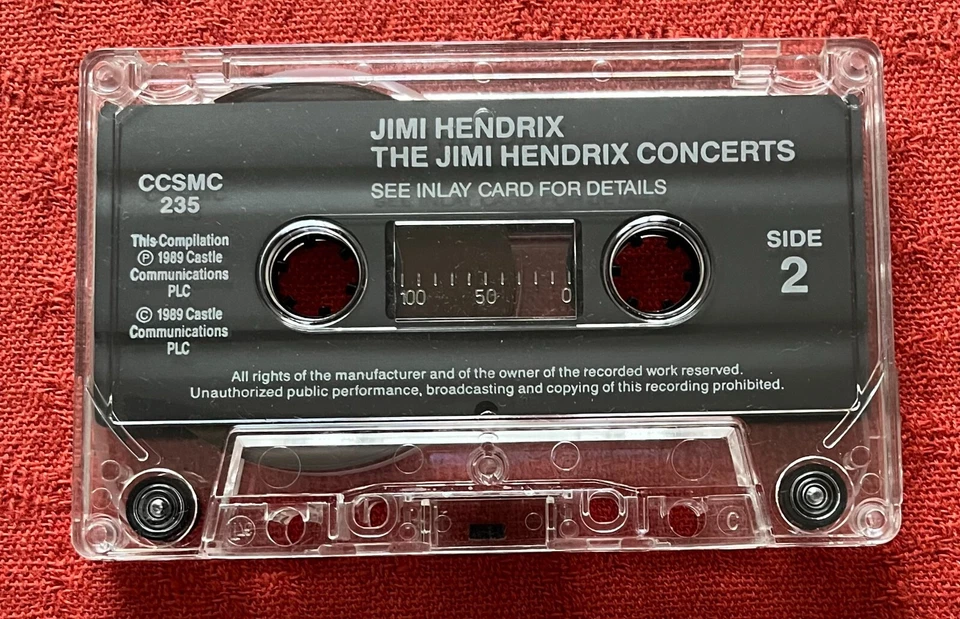 JIMI HENDRIX
THE JIMI HENDRIX CONCERTS
SEE INLAY CARD FOR DETAILS
CCSMC
235
This Compilation
Ⓟ 1989 Castle
Communications
PLC
© 1989 Castle
Communications
PLC
100 50 0
SIDE
2
All rights of the manufacturer and of the owner of the recorded work reserved.
Unauthorized public performance, broadcasting and copying of this recording prohibited.
C